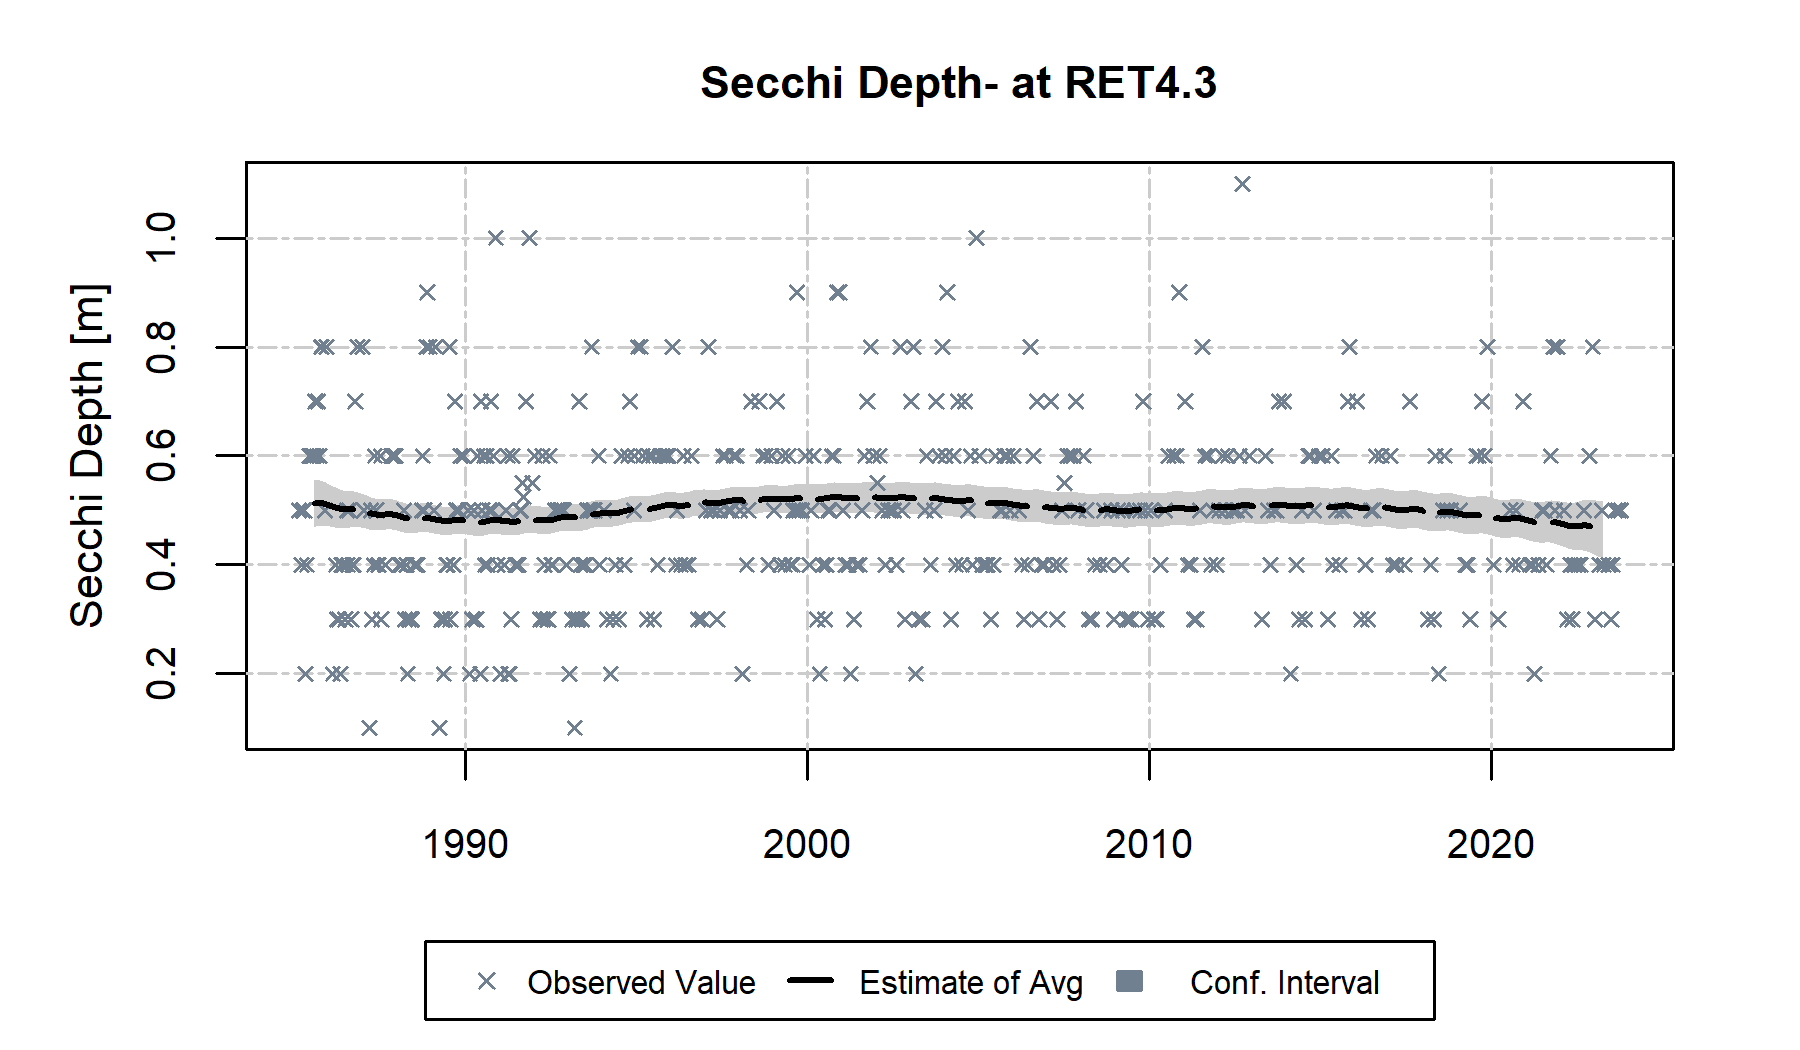 Secchi Depth- at RET4.3
Secchi Depth [m]
1.0
0.8
0.6
0.4
0.2
1990 2000 2010 2020
Observed Value Estimate of Avg Conf. Interval